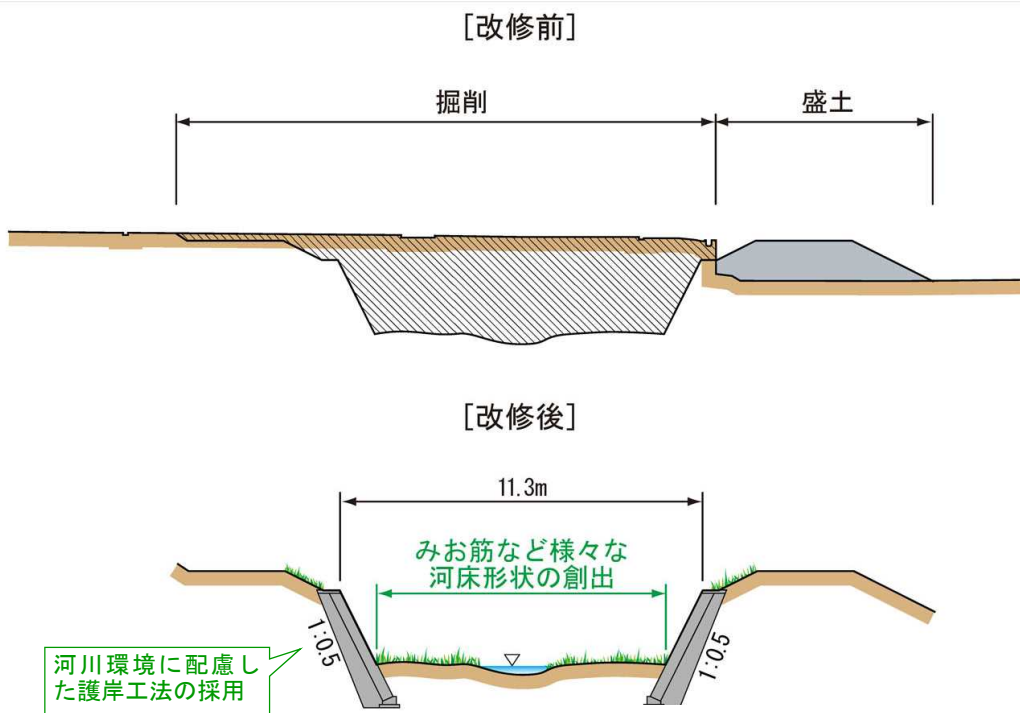 [改修前]
掘削
盛土
[改修後]
11.3m
みお筋など様々な
河床形状の創出
1:0.5
1:0.5
河川環境に配慮し
た護岸工法の採用